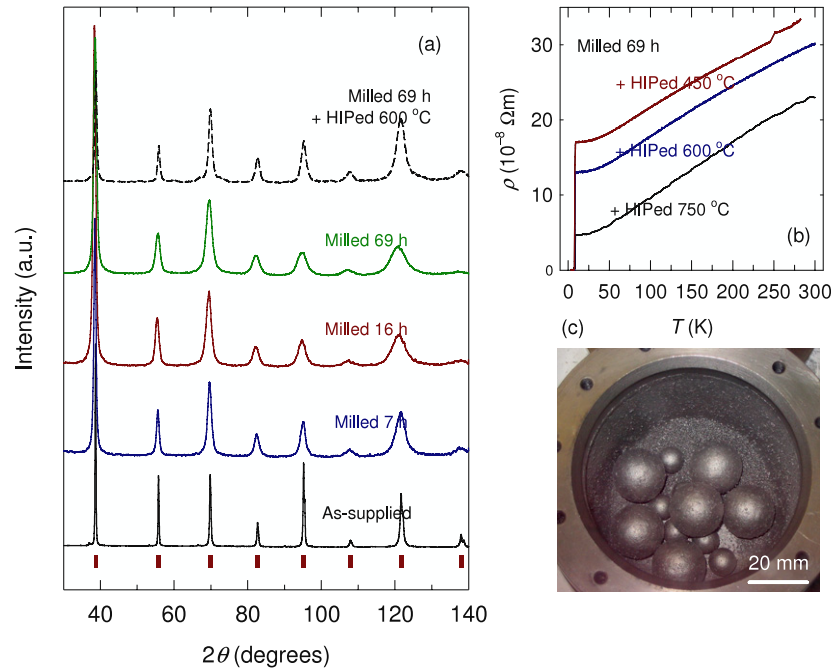 (a)
Milled 69 h
+ HIPed 600 °C
Milled 69 h
Milled 16 h
Milled 7 h
As-supplied
Intensity (a.u.)
40 60 80 100 120 140
2θ (degrees)
Milled 69 h
+ HIPed 450 °C
+ HIPed 600 °C
+ HIPed 750 °C
(b)
ρ (10⁻⁸ Ωm)
30
20
10
0
0 50 100 150 200 250 300
T (K)
(c)
20 mm